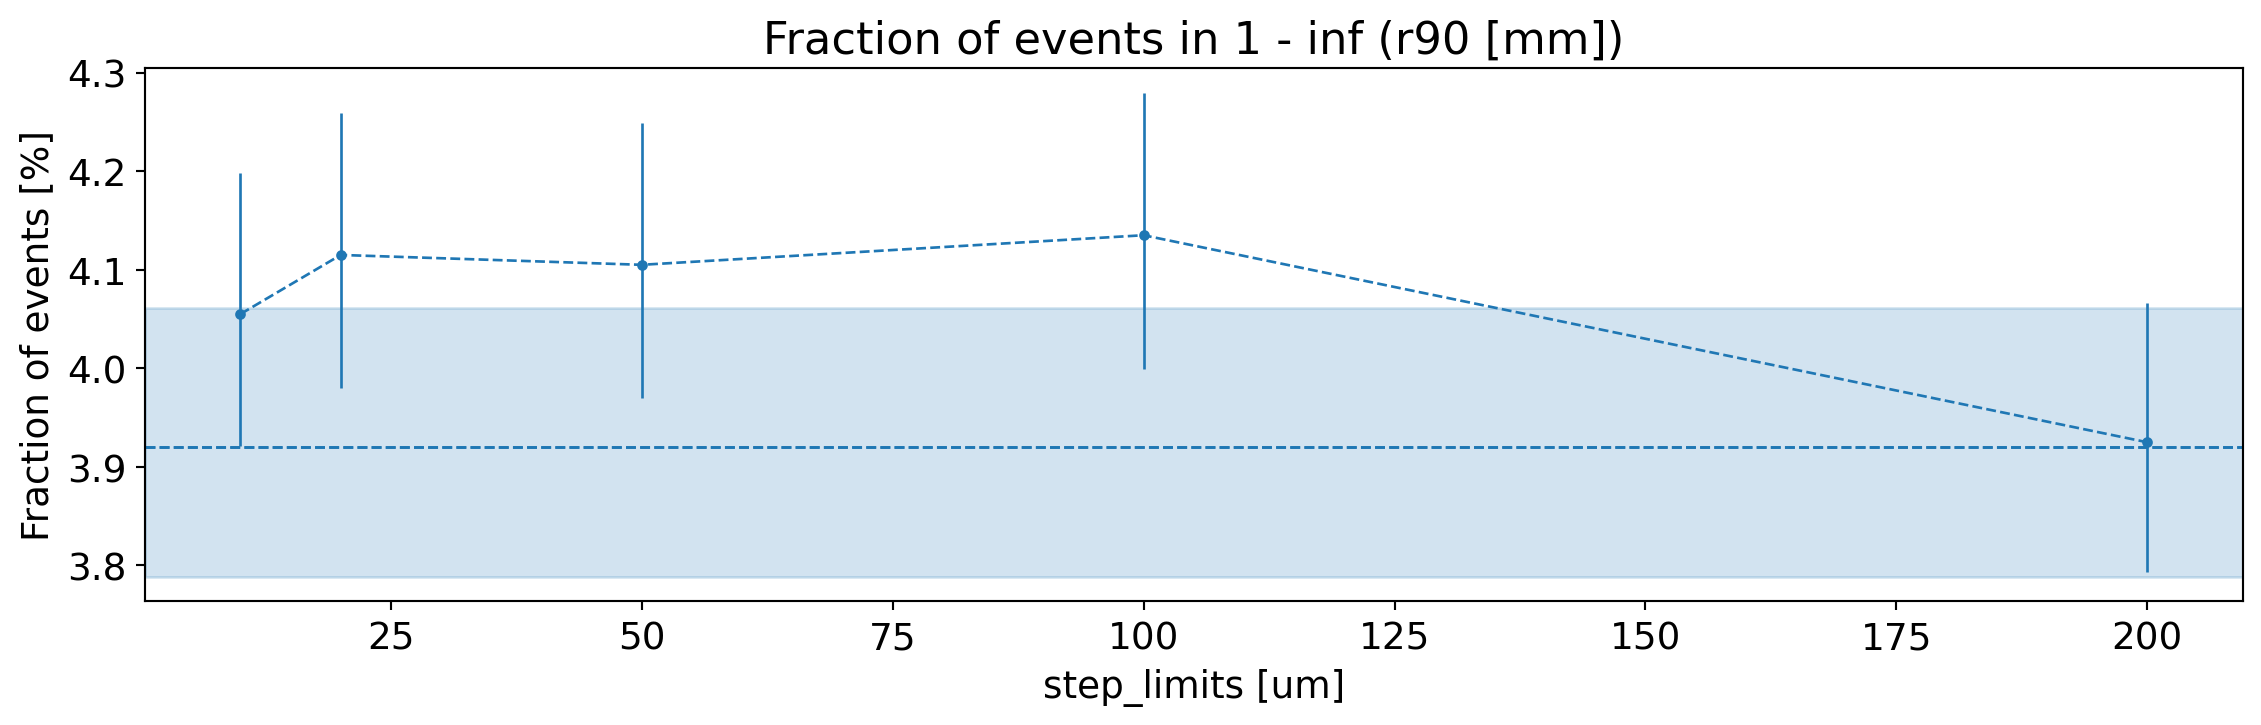 Fraction of events in 1 - inf (r90 [mm])
Fraction of events [%]
4.3
4.2
4.1
4.0
3.9
3.8
25 50 75 100 125 150 175 200
step_limits [um]